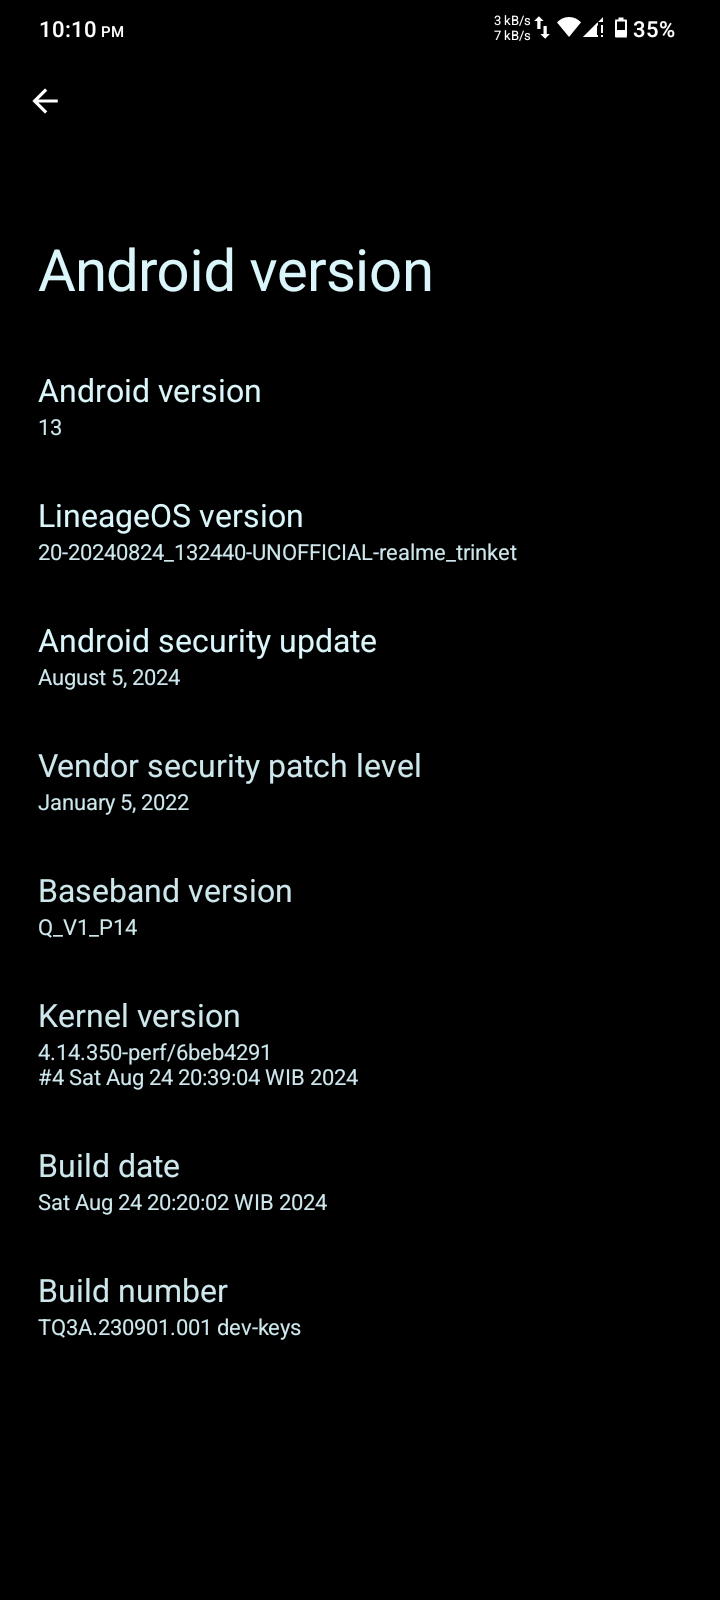 10:10 PM
3 kB/s
7 kB/s
35%
Android version
Android version
13
LineageOS version
20-20240824_132440-UNOFFICIAL-realme_trinket
Android security update
August 5, 2024
Vendor security patch level
January 5, 2022
Baseband version
Q_V1_P14
Kernel version
4.14.350-perf/6beb4291
#4 Sat Aug 24 20:39:04 WIB 2024
Build date
Sat Aug 24 20:20:02 WIB 2024
Build number
TQ3A.230901.001 dev-keys